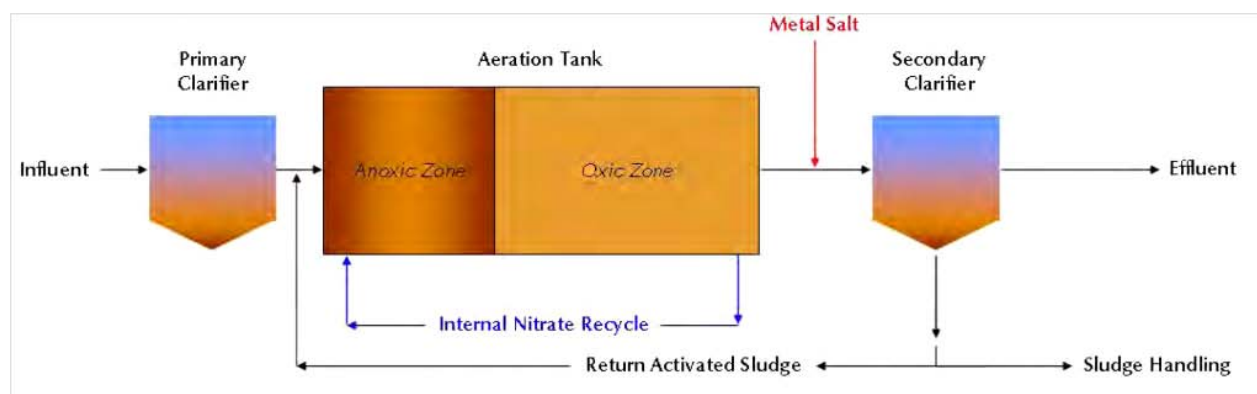 Metal Salt
Primary
Clarifier
Aeration Tank
Secondary
Clarifier
Influent
Anoxic Zone
Oxic Zone
Effluent
Internal Nitrate Recycle
Return Activated Sludge
Sludge Handling